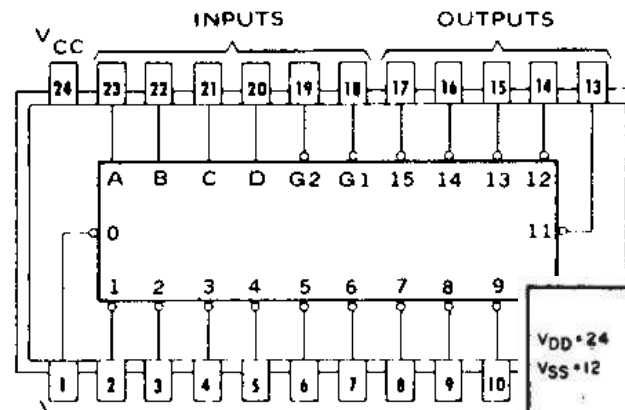 INPUTS OUTPUTS
VCC
24 23 22 21 20 19 18 17 16 15 14 13
A B C D G2 G1 15 14 13 12
0 11
1 2 3 4 5 6 7 8 9
VDD=24
VSS=12
1 2 3 4 5 6 7 8 9 10